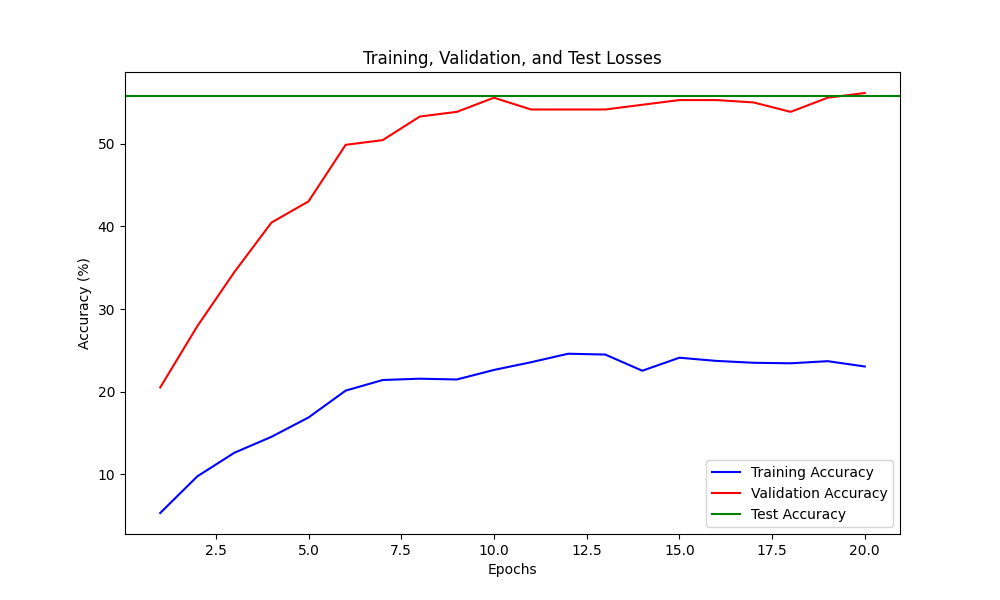 Training, Validation, and Test Losses
Accuracy (%)
50
40
30
20
10
2.5 5.0 7.5 10.0 12.5 15.0 17.5 20.0
Epochs
Training Accuracy
Validation Accuracy
Test Accuracy